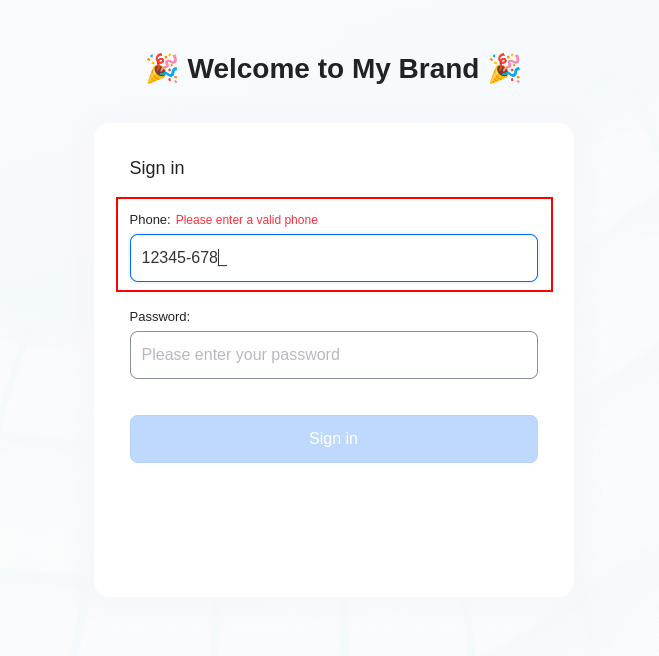 🎉 Welcome to My Brand 🎉
Sign in
Phone: Please enter a valid phone
12345-678_
Password:
Please enter your password
Sign in